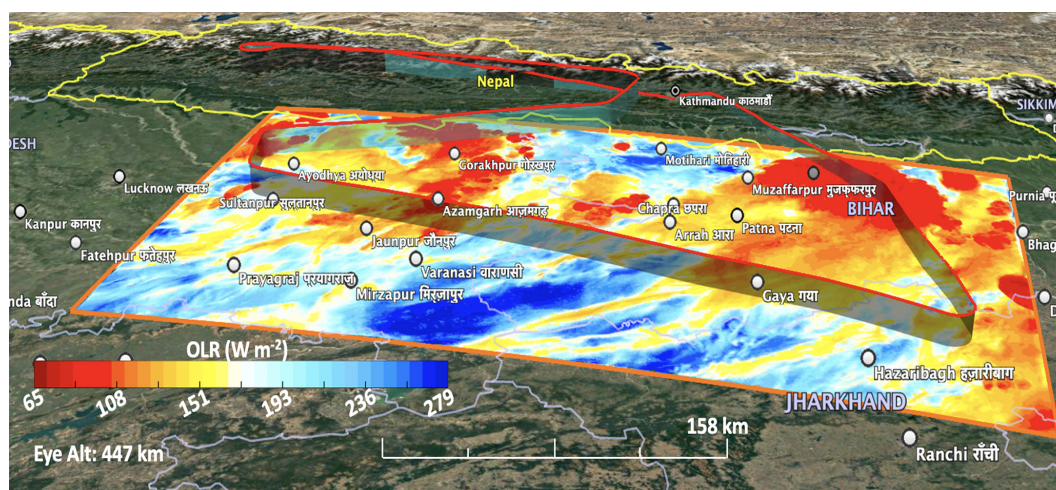 Nepal
Kathmandu काठमाडौं
SIKKIM
DESH
Gorakhpur गोरखपुर
Motihari मोतिहारी
Ayodhya अयोध्या
Lucknow लखनऊ
Muzaffarpur मुजफ्फरपुर
Purnia
Sultanpur सुलतानपुर
Azamgarh आज़मगढ़
Chapra छपरा
BIHAR
Kanpur कानपुर
Arrah आरा
Patna पटना
Jaunpur जौनपुर
Bhag
Fatehpur फतेहपुर
Varanasi वाराणसी
Prayagraj प्रयागराज
Mirzapur मिर्ज़ापुर
Gaya गया
nda बाँदा
D
OLR (W m-2)
Hazaribagh हज़ारीबाग
65 108 151 193 236 279
JHARKHAND
158 km
Eye Alt: 447 km
Ranchi राँची